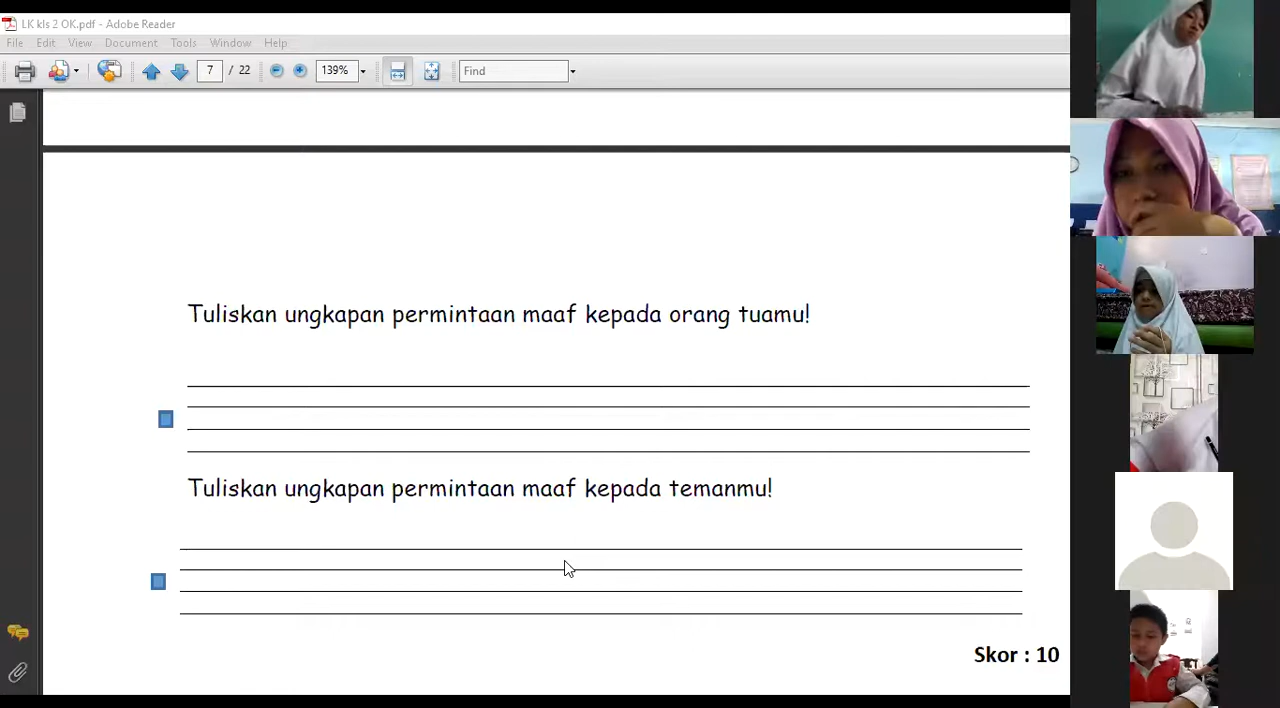 LK kls 2 OK.pdf - Adobe Reader
File Edit View Document Tools Window Help
7 / 22 139% Find
Tuliskan ungkapan permintaan maaf kepada orang tuamu!
Tuliskan ungkapan permintaan maaf kepada temanmu!
Skor : 10